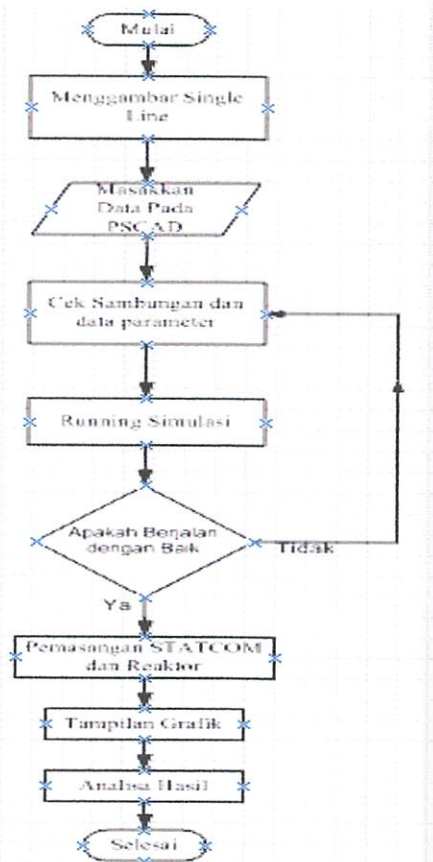 Mulai
Menggambar Single
Line
Masukkan
Data Pada
PSCAD
Cek Sambungan dan
data parameter
Running Simulasi
Apakah Berjalan
dengan Baik
Tidak
Ya
Pemasangan STATCOM
dan Reaktor
Tampilan Grafik
Analisa Hasil
Selesai